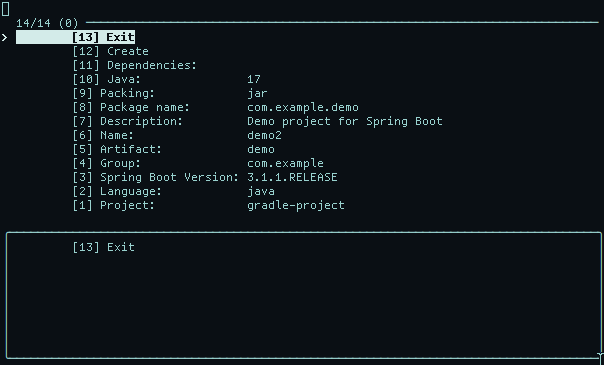 14/14 (0)
> [13] Exit
[12] Create
[11] Dependencies:
[10] Java: 17
[9] Packing: jar
[8] Package name: com.example.demo
[7] Description: Demo project for Spring Boot
[6] Name: demo2
[5] Artifact: demo
[4] Group: com.example
[3] Spring Boot Version: 3.1.1.RELEASE
[2] Language: java
[1] Project: gradle-project
[13] Exit